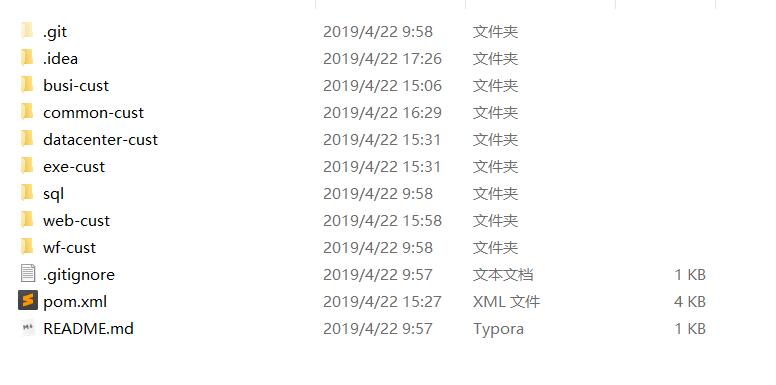 .git 2019/4/22 9:58 文件夹
.idea 2019/4/22 17:26 文件夹
busi-cust 2019/4/22 15:06 文件夹
common-cust 2019/4/22 16:29 文件夹
datacenter-cust 2019/4/22 15:31 文件夹
exe-cust 2019/4/22 15:31 文件夹
sql 2019/4/22 9:58 文件夹
web-cust 2019/4/22 15:58 文件夹
wf-cust 2019/4/22 9:58 文件夹
.gitignore 2019/4/22 9:57 文本文档 1 KB
pom.xml 2019/4/22 15:27 XML 文件 4 KB
README.md 2019/4/22 9:57 Typora 1 KB